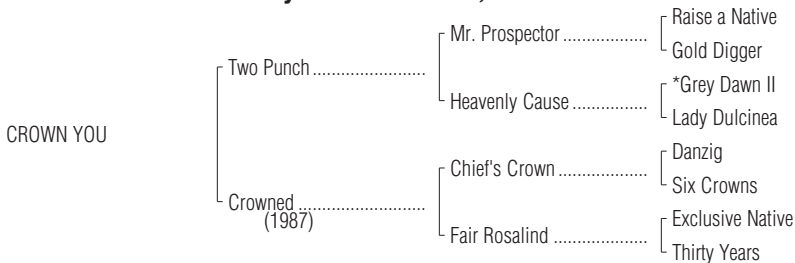 Raise a Native
Mr. Prospector ..................
Gold Digger
Two Punch ........................
*Grey Dawn II
Heavenly Cause ................
Lady Dulcinea
CROWN YOU
Danzig
Chief's Crown ...................
Six Crowns
Crowned ...........................
(1987)
Exclusive Native
Fair Rosalind ....................
Thirty Years